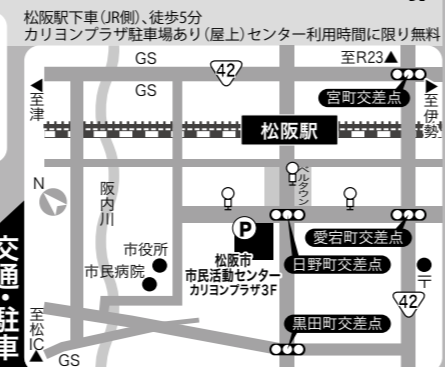 松阪駅下車(JR側)、徒歩5分
カリヨンプラザ駐車場あり(屋上)センター利用時間に限り無料
GS
42
至R23▲
GS
◀至津
宮町交差点
▶至伊勢
松阪駅
N
阪内川
ベルタウン
P
市役所
市民病院
松阪市
市民活動センター
カリヨンプラザ3F
愛宕町交差点
日野町交差点
〒
42
黒田町交差点
至松IC▲
GS
交通・駐車